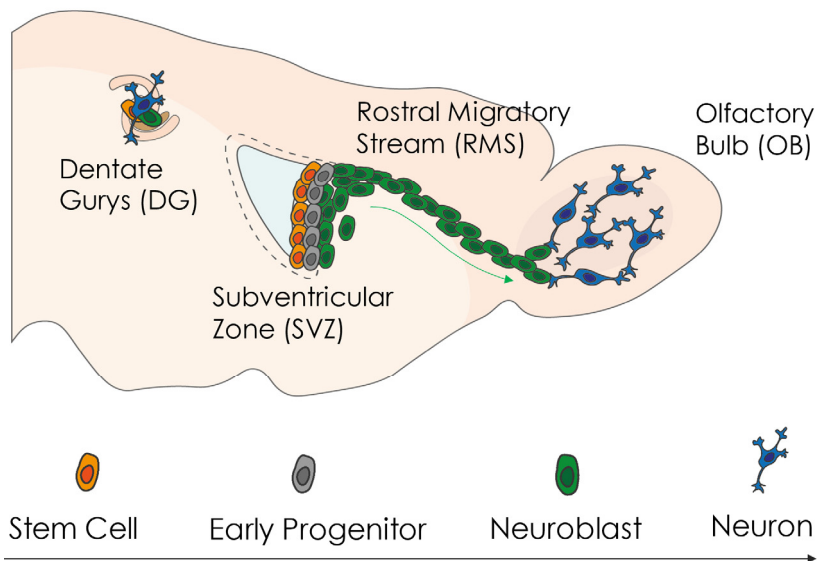 Rostral Migratory
Stream (RMS)
Olfactory
Bulb (OB)
Dentate
Gurys (DG)
Subventricular
Zone (SVZ)
Stem Cell
Early Progenitor
Neuroblast
Neuron